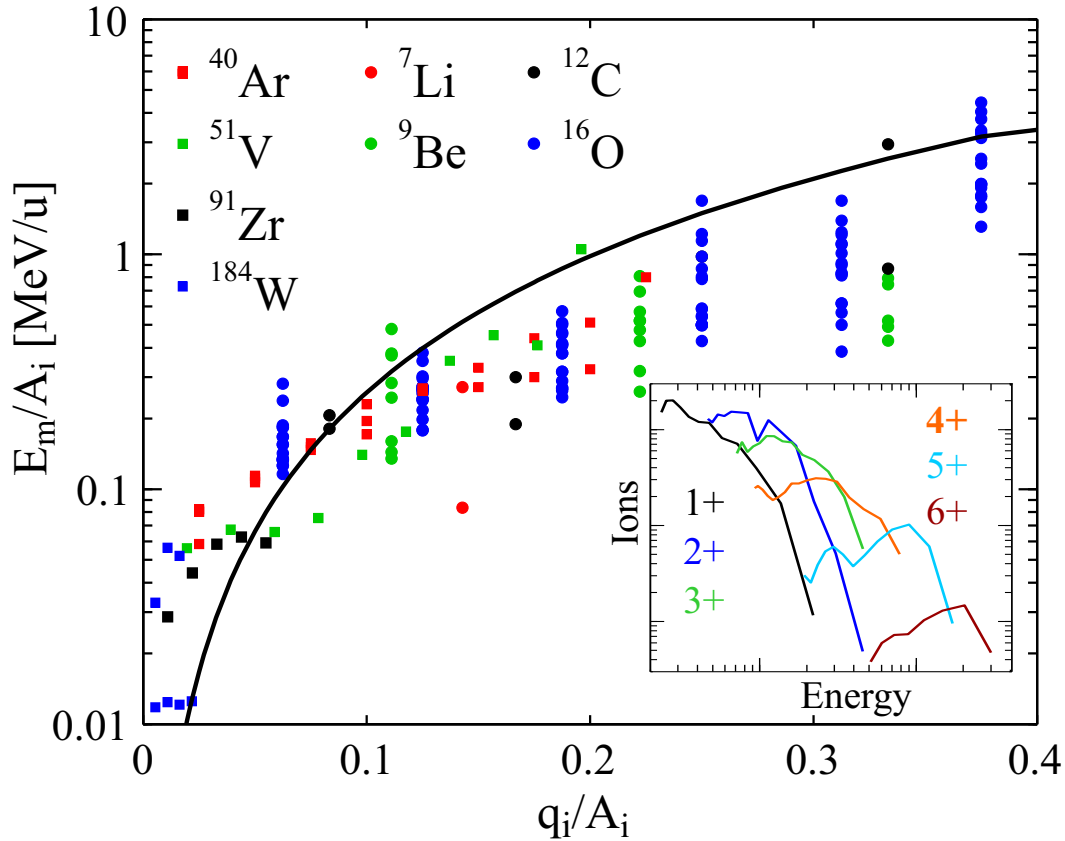 10
1
0.1
0.01
E_m/A_i [MeV/u]
⁴⁰Ar ⁷Li ¹²C
⁵¹V ⁹Be ¹⁶O
⁹¹Zr
¹⁸⁴W
1+ 4+
2+ 5+
3+ 6+
Ions
Energy
0 0.1 0.2 0.3 0.4
q_i/A_i